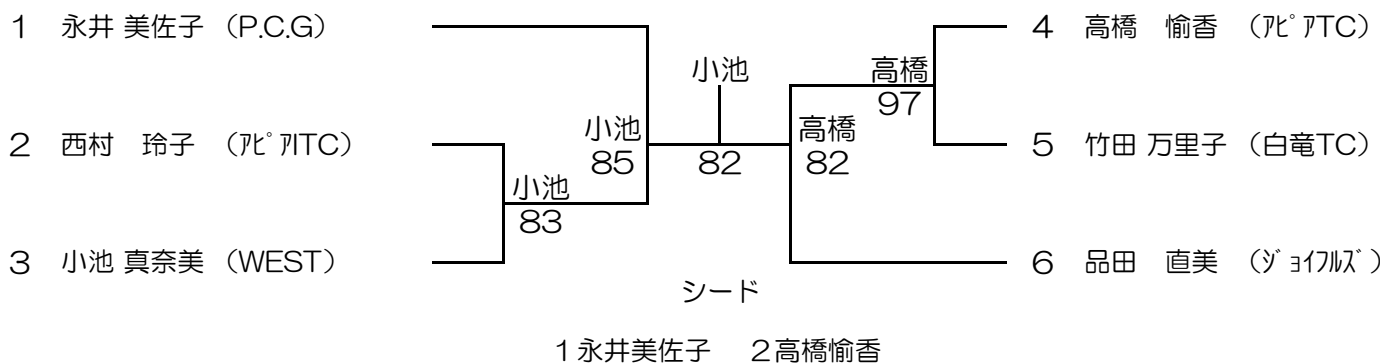 1 永井 美佐子 （P.C.G）
4 高橋 愉香 （ｱﾋﾟｱTC）
小池
高橋
97
2 西村 玲子 （ｱﾋﾟｱITC）
小池
85
82
高橋
82
5 竹田 万里子 （白竜TC）
小池
83
3 小池 真奈美 （WEST）
6 品田 直美 （ｼﾞｮｲﾌﾙｽﾞ）
シード
1永井美佐子 2高橋愉香